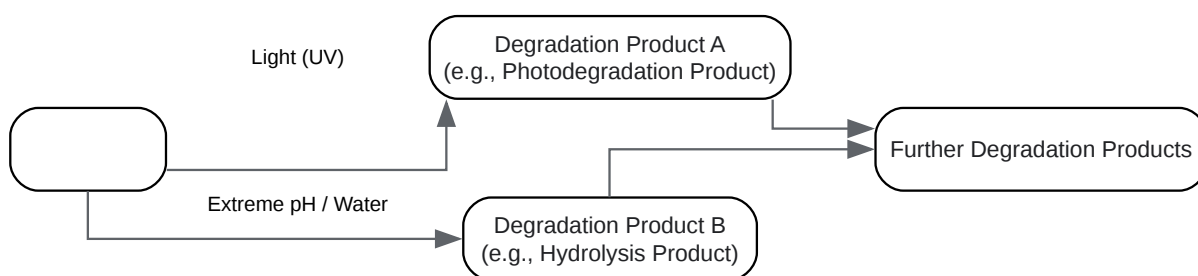 Light (UV)
Degradation Product A
(e.g., Photodegradation Product)
Further Degradation Products
Extreme pH / Water
Degradation Product B
(e.g., Hydrolysis Product)